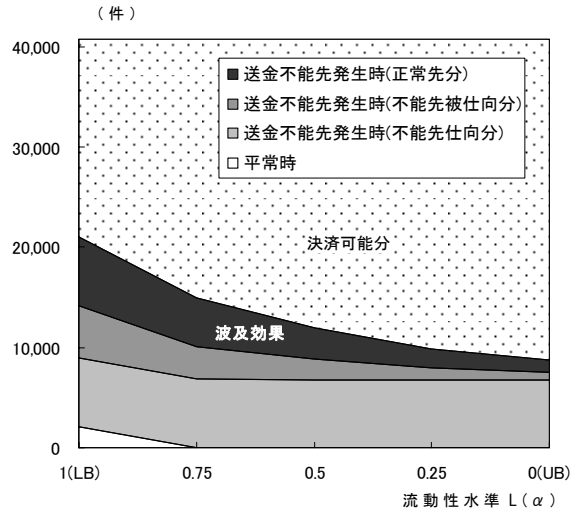 (件)
40,000
30,000
20,000
10,000
0
送金不能先発生時(正常先分)
送金不能先発生時(不能先被仕向分)
送金不能先発生時(不能先仕向分)
平常時
決済可能分
波及効果
1(LB) 0.75 0.5 0.25 0(UB)
流動性水準 L(α)